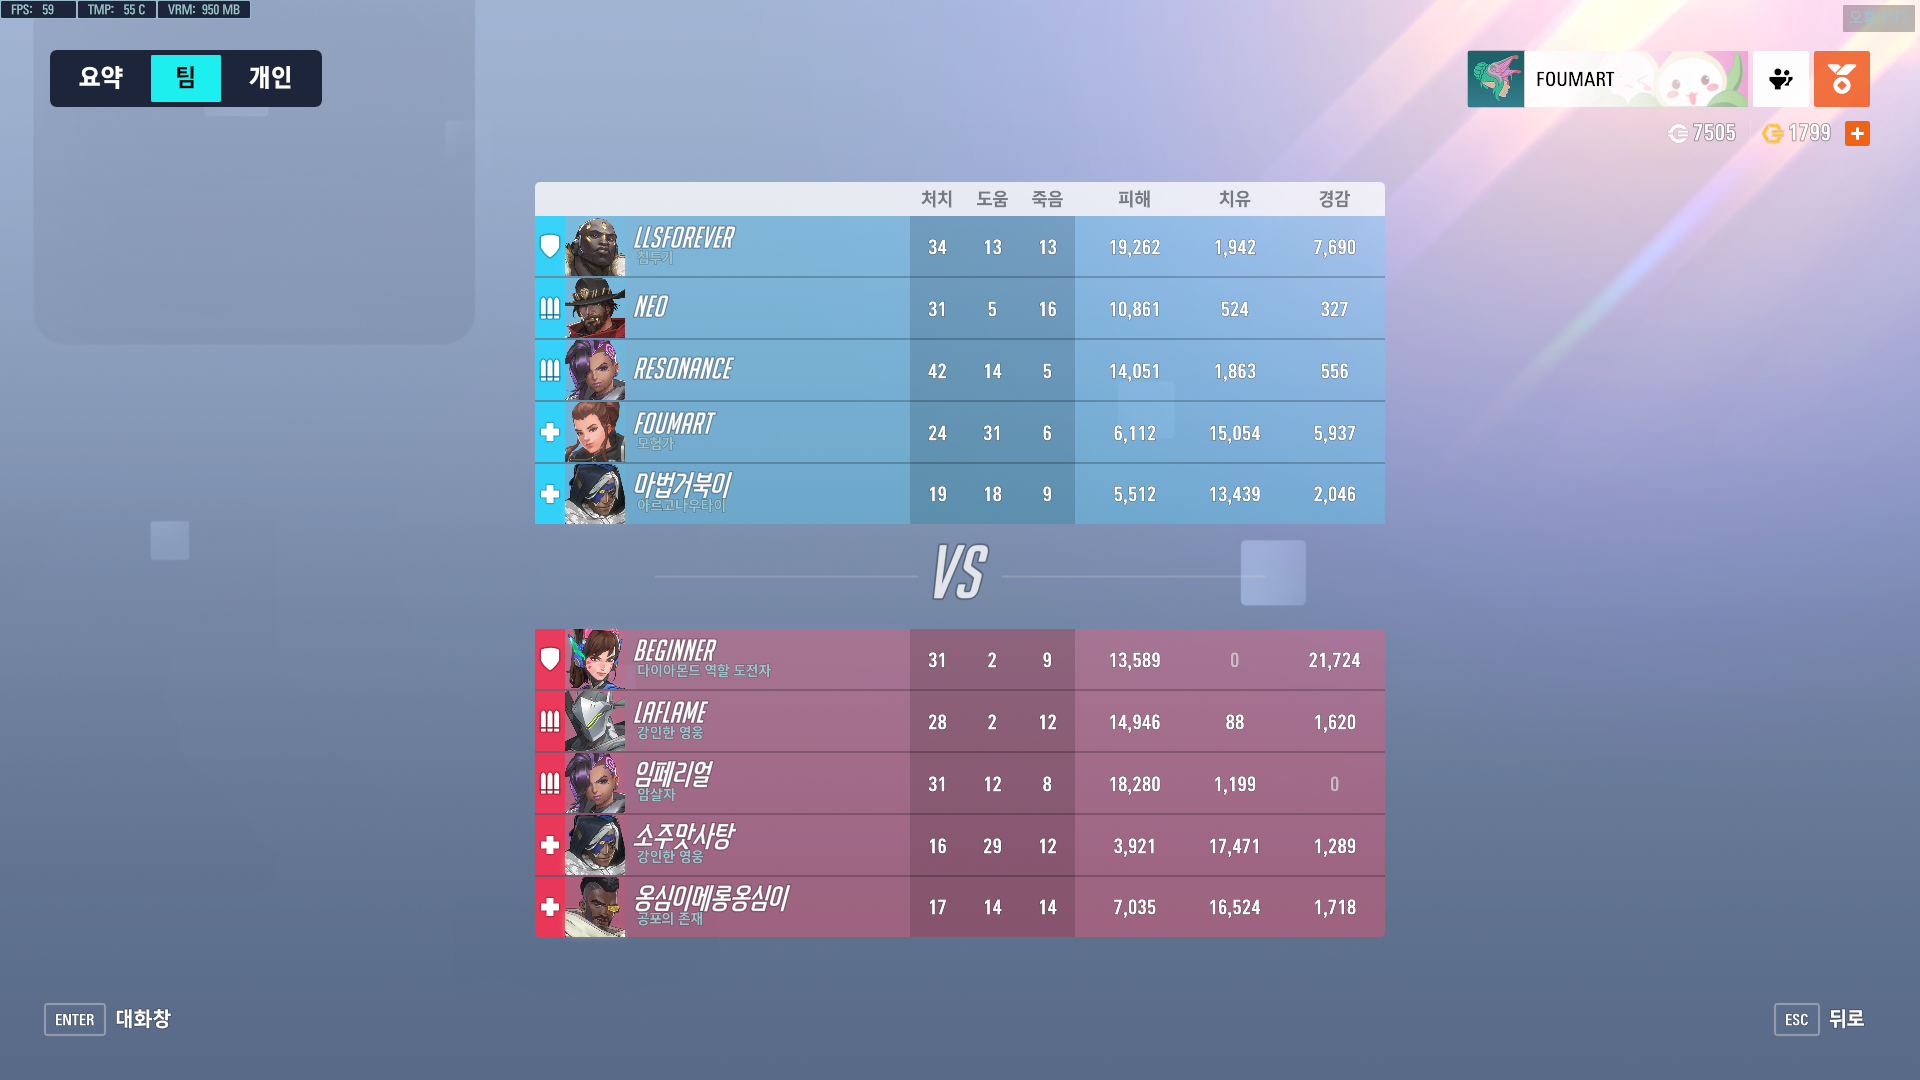 FPS: 59 TMP: 55 C VRM: 950 MB
요약 팀 개인
FOUMART
7505 1799
처치 도움 죽음 피해 치유 경감
LLSFOREVER 34 13 13 19,262 1,942 7,690
침투기
NEO 31 5 16 10,861 524 327
RESONANCE 42 14 5 14,051 1,863 556
FOUMART 24 31 6 6,112 15,054 5,937
모험가
마법거북이 19 18 9 5,512 13,439 2,046
아르고나우타이
VS
BEGINNER 31 2 9 13,589 0 21,724
다이아몬드 역할 도전자
LAFLAME 28 2 12 14,946 88 1,620
강인한 영웅
임페리얼 31 12 8 18,280 1,199 0
암살자
소주맛사탕 16 29 12 3,921 17,471 1,289
강인한 영웅
옹심이메롱옹심이 17 14 14 7,035 16,524 1,718
공포의 존재
ENTER 대화창
ESC 뒤로